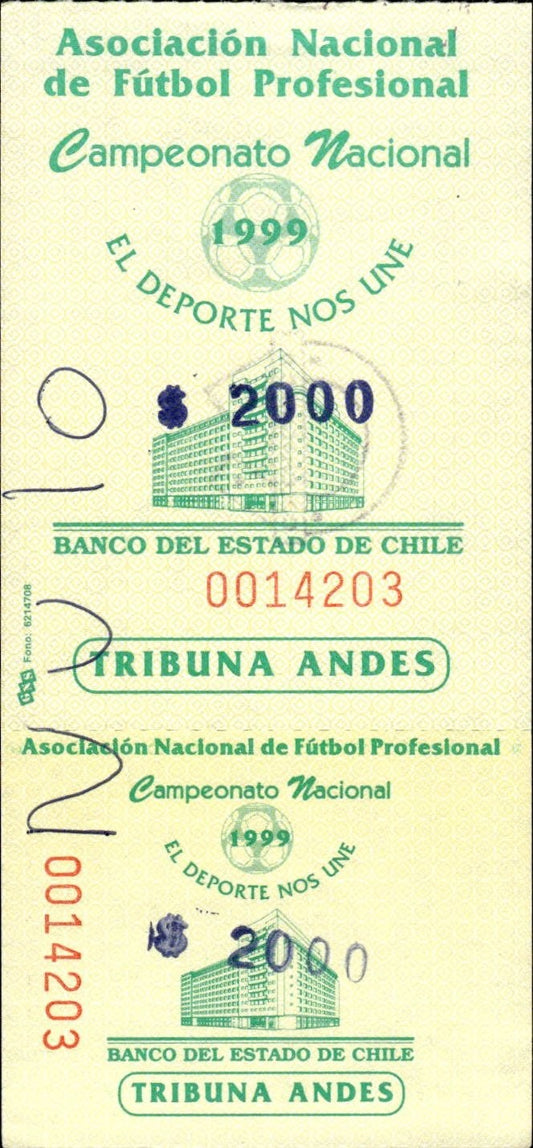 Asociación Nacional
de Fútbol Profesional
Campeonato Nacional
1999
EL DEPORTE NOS UNE
$ 2000
BANCO DEL ESTADO DE CHILE
0014203
Fono: 6214708
TRIBUNA ANDES
Asociación Nacional de Fútbol Profesional
Campeonato Nacional
1999
EL DEPORTE NOS UNE
$ 2000
0014203
BANCO DEL ESTADO DE CHILE
TRIBUNA ANDES